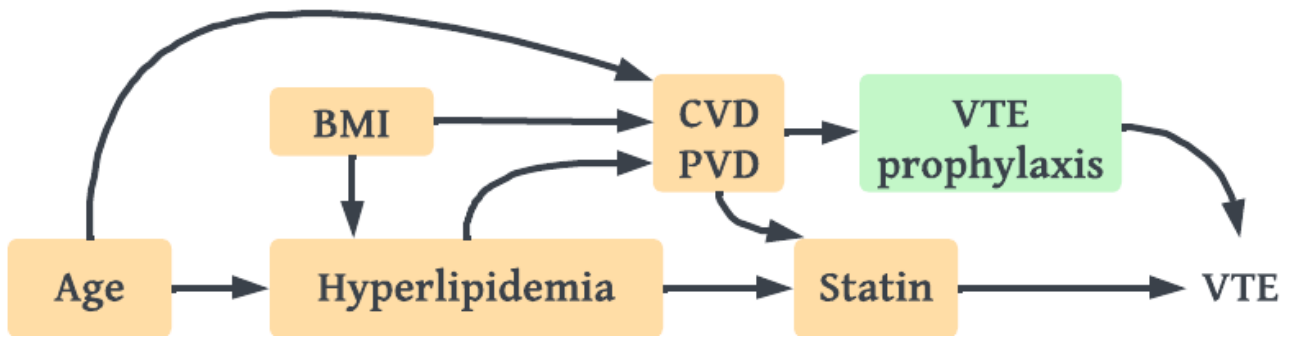 BMI
CVD
PVD
VTE
prophylaxis
Age
Hyperlipidemia
Statin
VTE